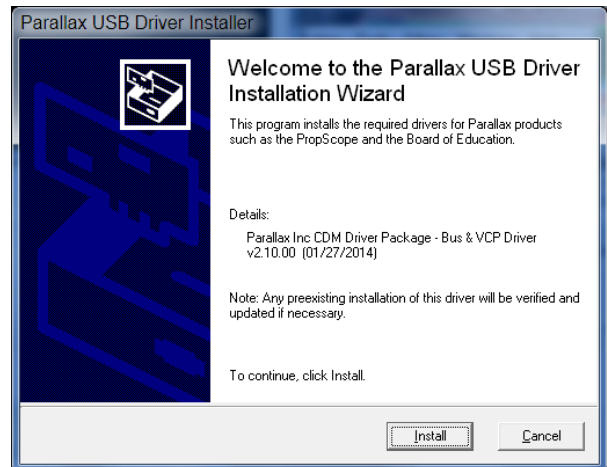 Parallax USB Driver Installer
Welcome to the Parallax USB Driver
Installation Wizard
This program installs the required drivers for Parallax products
such as the PropScope and the Board of Education.
Details:
Parallax Inc CDM Driver Package - Bus & VCP Driver
v2.10.00 (01/27/2014)
Note: Any preexisting installation of this driver will be verified and
updated if necessary.
To continue, click Install.
Install Cancel